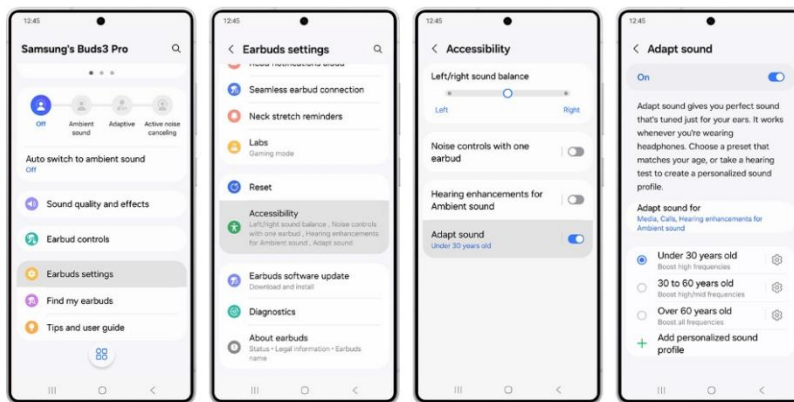 12:45
Samsung's Buds3 Pro
Off
Ambient
sound
Adaptive
Active noise
canceling
Auto switch to ambient sound
Off
Sound quality and effects
Earbud controls
Earbuds settings
Find my earbuds
Tips and user guide
12:45
Earbuds settings
Read notifications aloud
Seamless earbud connection
Neck stretch reminders
Labs
Gaming mode
Reset
Accessibility
Left/right sound balance , Noise controls
with one earbud , Hearing enhancements
for Ambient sound , Adapt sound
Earbuds software update
Download and install
Diagnostics
About earbuds
Status • Legal information • Earbuds
name
12:45
Accessibility
Left/right sound balance
Left
Right
Noise controls with one
earbud
Hearing enhancements for
Ambient sound
Adapt sound
Under 30 years old
12:45
Adapt sound
On
Adapt sound gives you perfect sound
that's tuned just for your ears. It works
whenever you're wearing
headphones. Choose a preset that
matches your age, or take a hearing
test to create a personalized sound
profile.
Adapt sound for
Media, Calls, Hearing enhancements for
Ambient sound
Under 30 years old
Boost high frequencies
30 to 60 years old
Boost high/mid frequencies
Over 60 years old
Boost all frequencies
Add personalized sound
profile